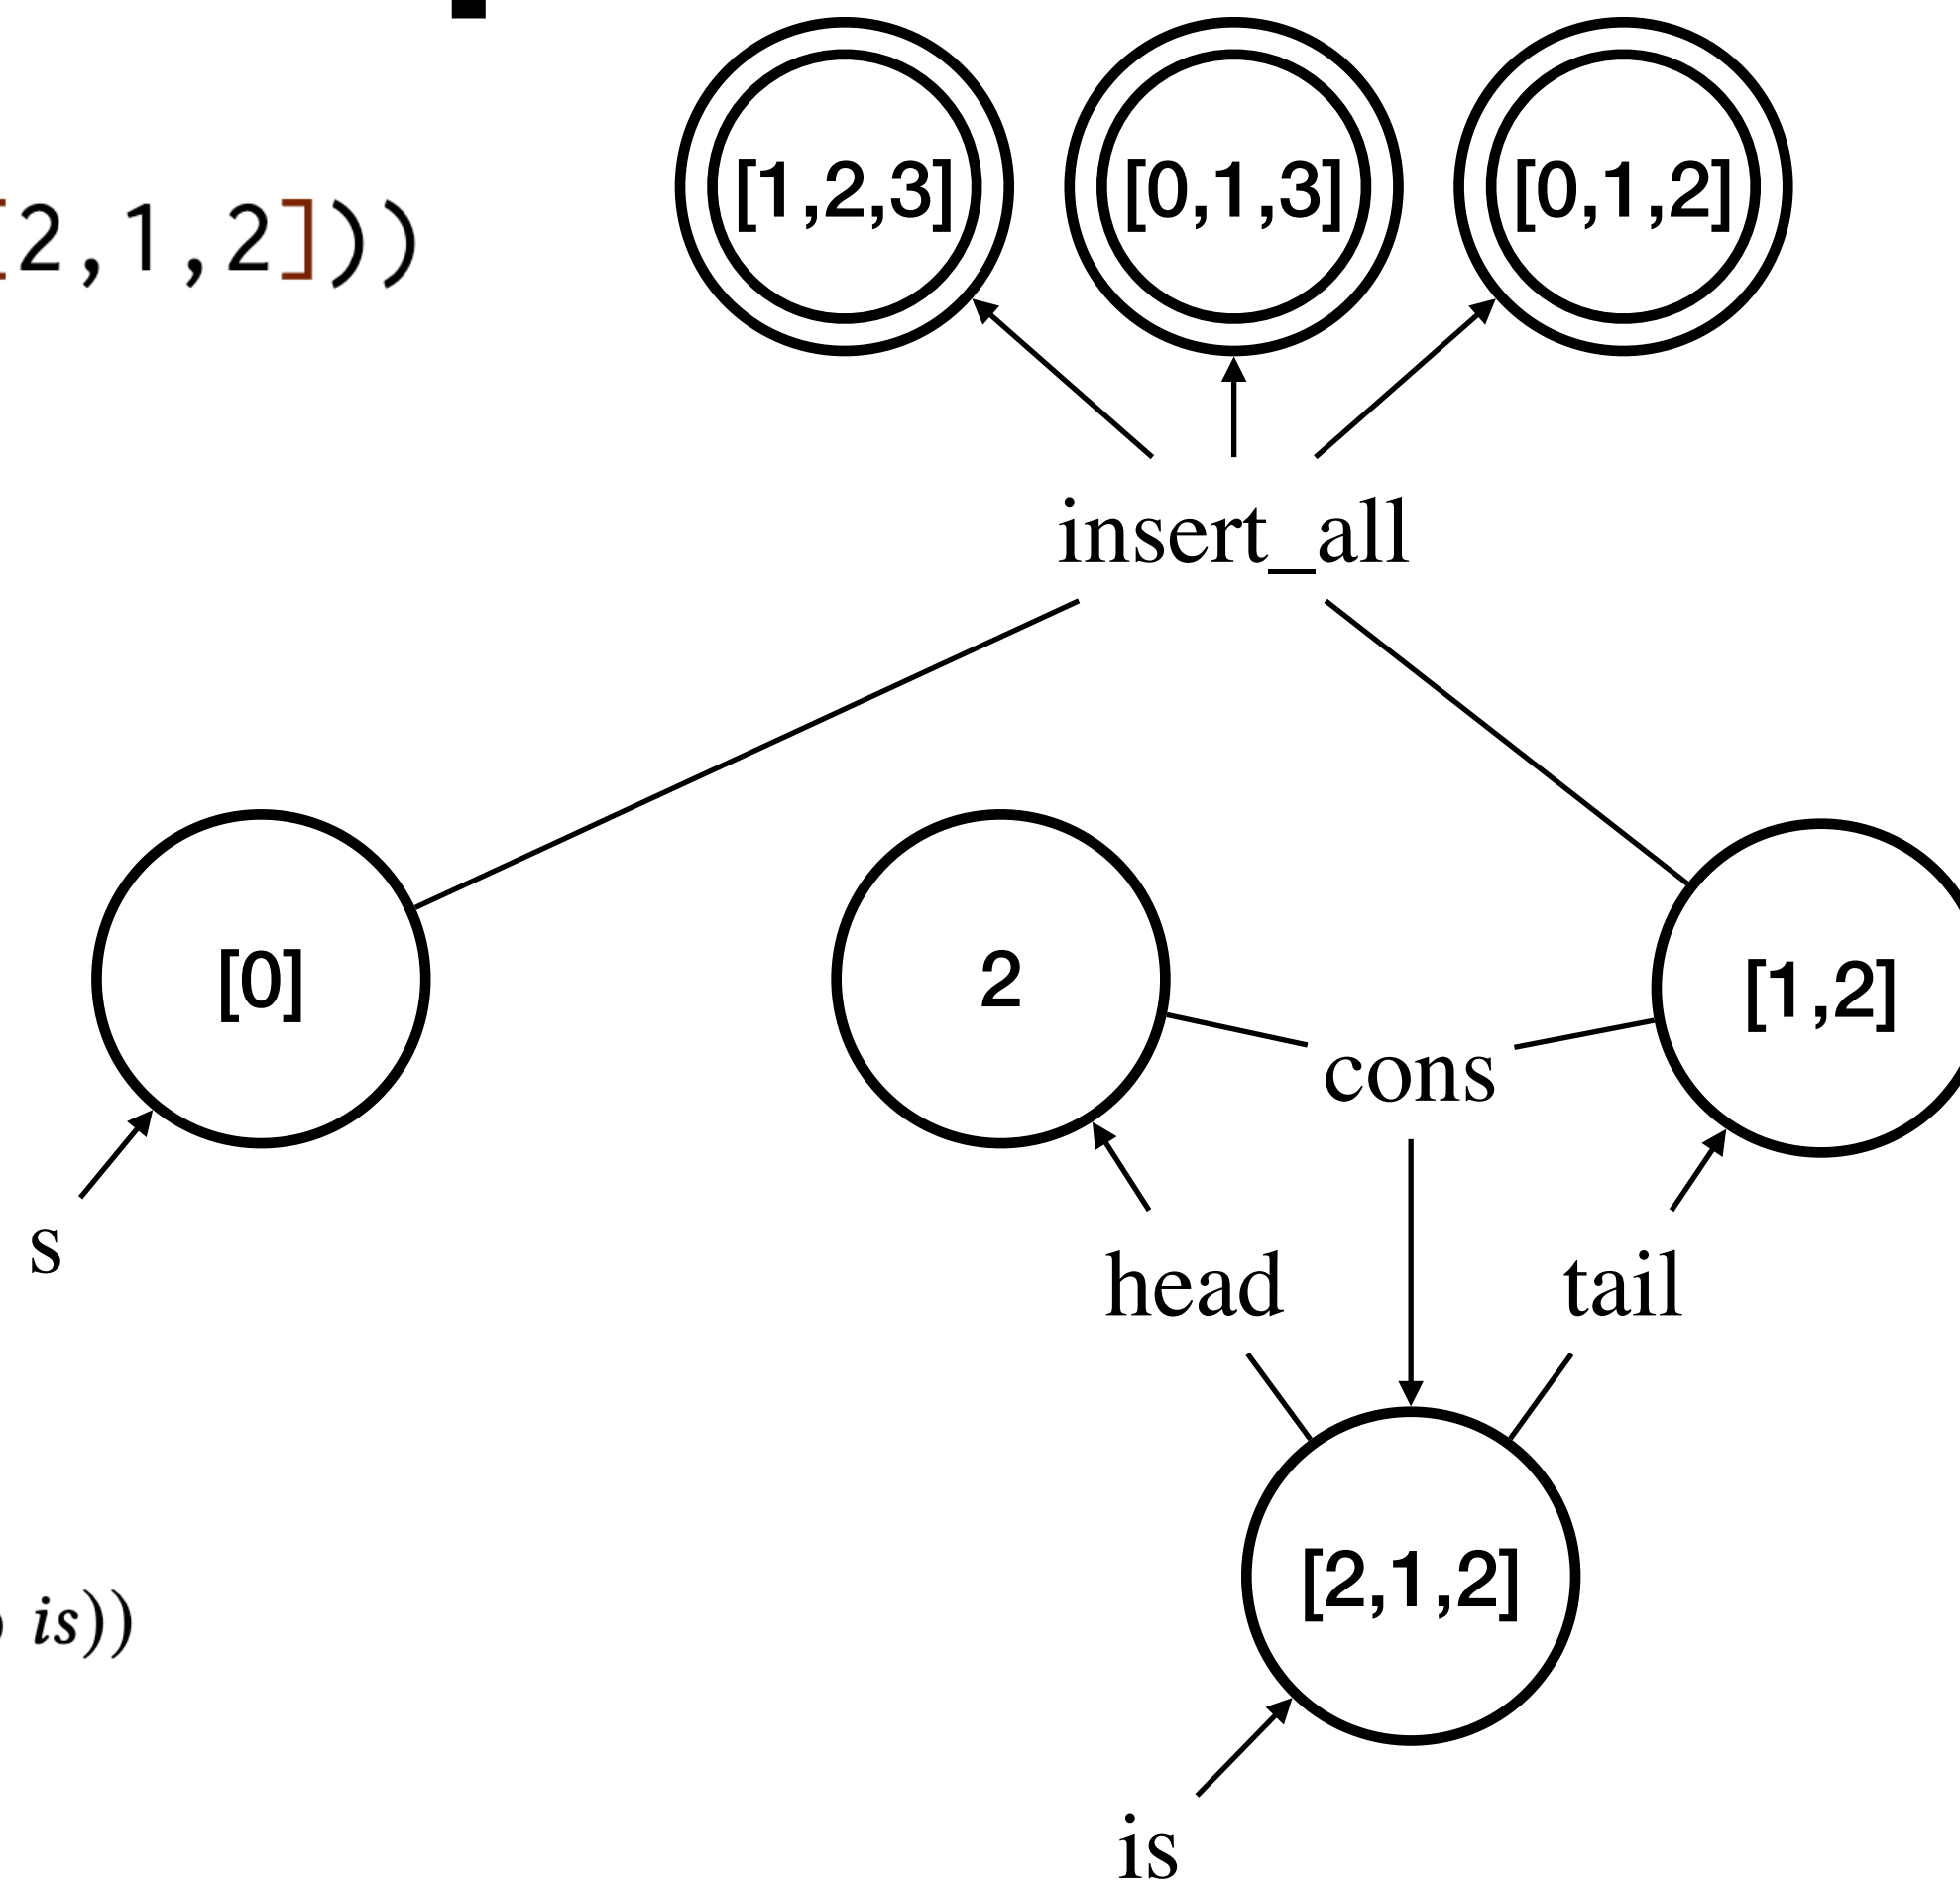 [1,2,3] [0,1,3] [0,1,2]
2,1,2]))
insert_all
[0] 2 [1,2]
cons
s head tail
[2,1,2]
is))
is